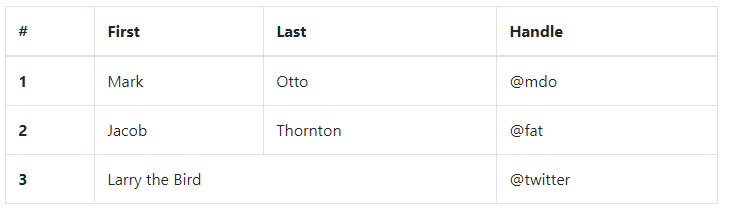 # First Last Handle
1 Mark Otto @mdo
2 Jacob Thornton @fat
3 Larry the Bird @twitter